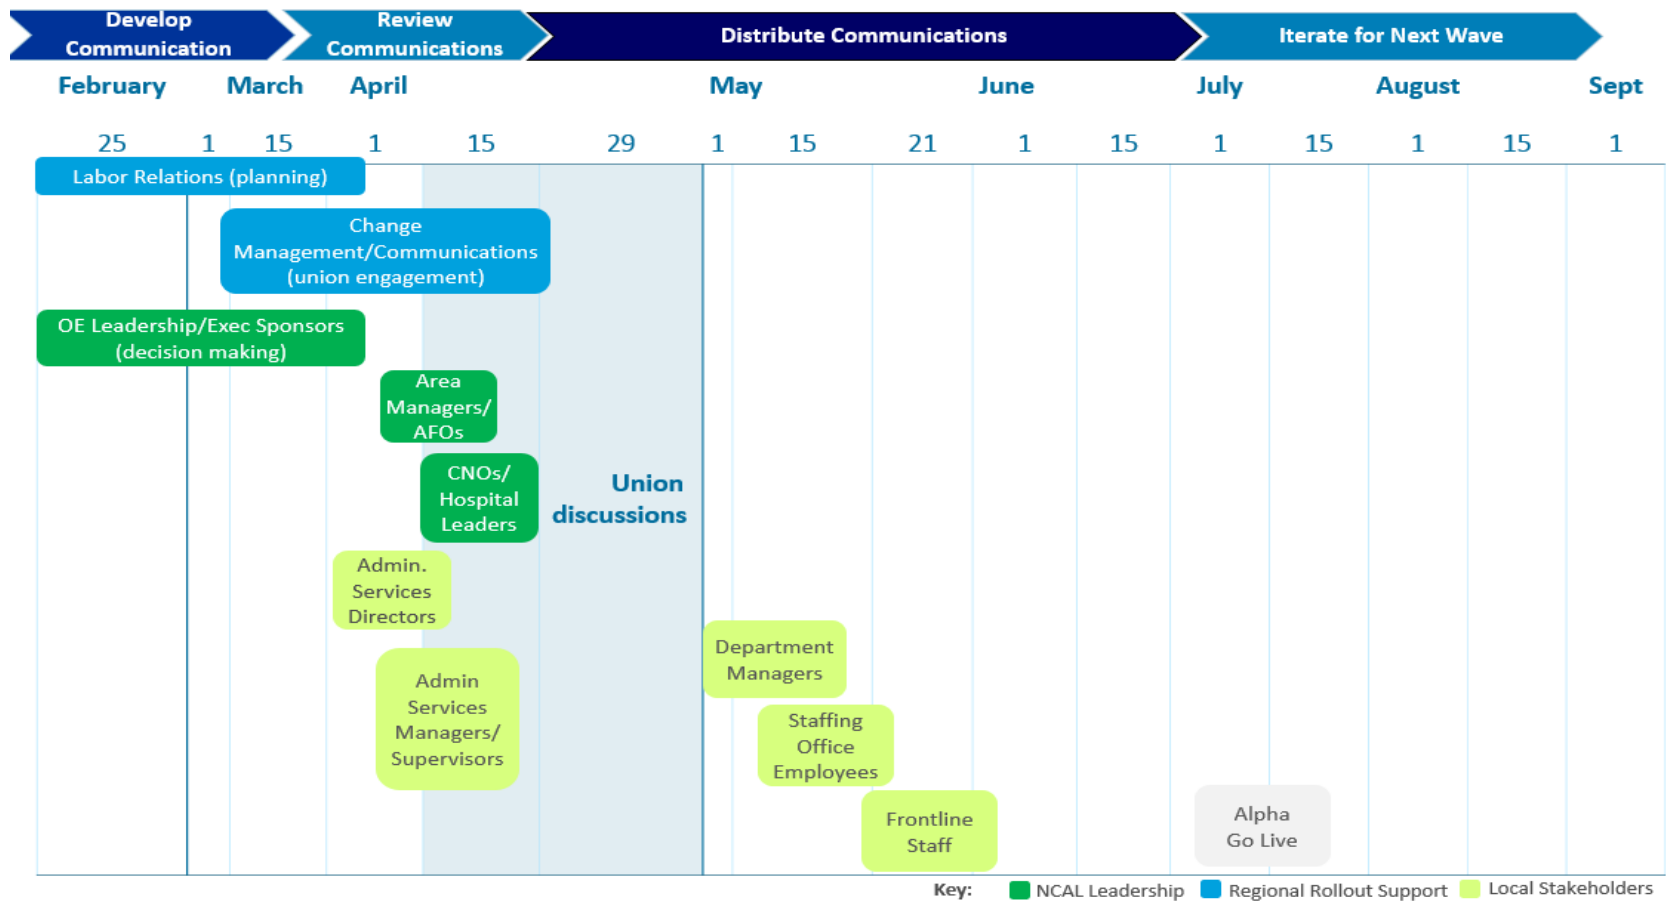 Develop
Communication
Review
Communications
Distribute Communications
Iterate for Next Wave
February March April May June July August Sept
25 1 15 1 15 29 1 15 21 1 15 1 15 1 15 1
Labor Relations (planning)
Change
Management/Communications
(union engagement)
OE Leadership/Exec Sponsors
(decision making)
Area
Managers/
AFOs
CNOs/
Hospital
Leaders
Union
discussions
Admin.
Services
Directors
Admin
Services
Managers/
Supervisors
Department
Managers
Staffing
Office
Employees
Frontline
Staff
Alpha
Go Live
Key: NCAL Leadership Regional Rollout Support Local Stakeholders